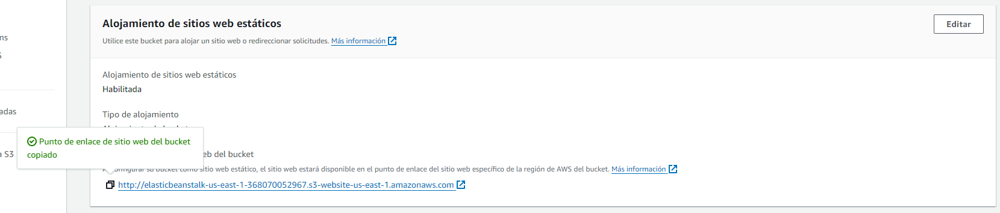 Alojamiento de sitios web estáticos
Editar
Utilice este bucket para alojar un sitio web o redireccionar solicitudes. Más información
ns
Alojamiento de sitios web estáticos
Habilitada
adas
Tipo de alojamiento
Punto de enlace de sitio web del bucket
copiado
a S3
eb del bucket
configurar su bucket como sitio web estático, el sitio web estará disponible en el punto de enlace del sitio web específico de la región de AWS del bucket. Más información
http://elasticbeanstalk-us-east-1-368070052967.s3-website-us-east-1.amazonaws.com